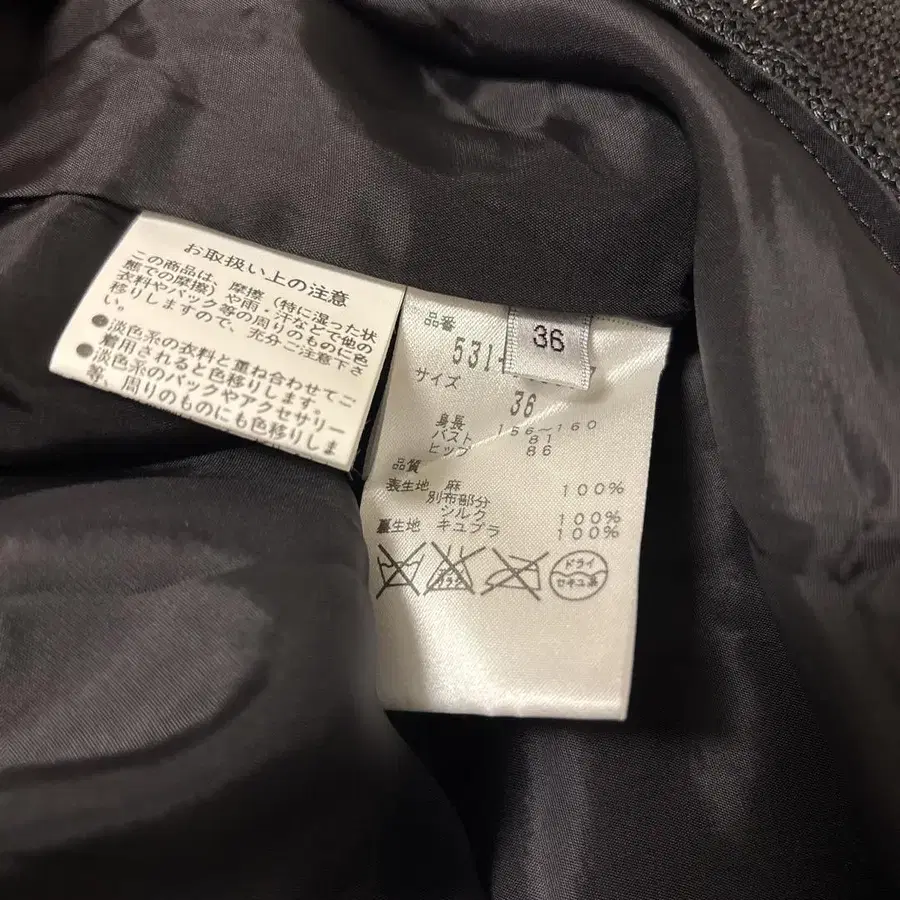 お取扱い上の注意
この商品は、摩擦（特に湿った状
態での摩擦）や雨・汗などで他の
衣料やバック等の周りのものに色
移りしますので、充分ご注意下さ
い。
●淡色系の衣料と重ね合わせてご
着用されると色移りします。
●淡色系のバックやアクセサリー
等、周りのものにも色移りしま
36
品番
531-
サイズ
36
身長 156～160
バスト 81
ヒップ 86
品質
表生地 麻 100%
別布部分
シルク 100%
裏生地 キュプラ 100%
ドライ
セキユ系